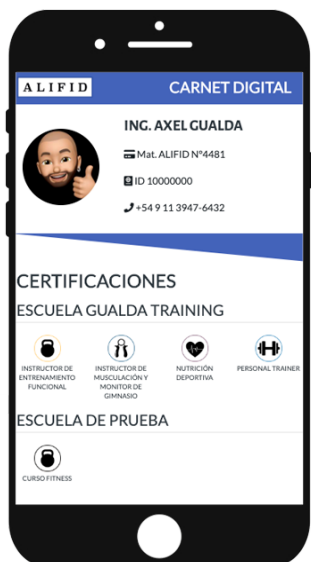 ALIFID
CARNET DIGITAL
ING. AXEL GUALDA
Mat. ALIFID N°4481
ID 10000000
+54 9 11 3947-6432
CERTIFICACIONES
ESCUELA GUALDA TRAINING
INSTRUCTOR DE
ENTRENAMIENTO
FUNCIONAL
INSTRUCTOR DE
MUSCULACIÓN Y
MONITOR DE
GIMNASIO
NUTRICIÓN
DEPORTIVA
PERSONAL TRAINER
ESCUELA DE PRUEBA
CURSO FITNESS